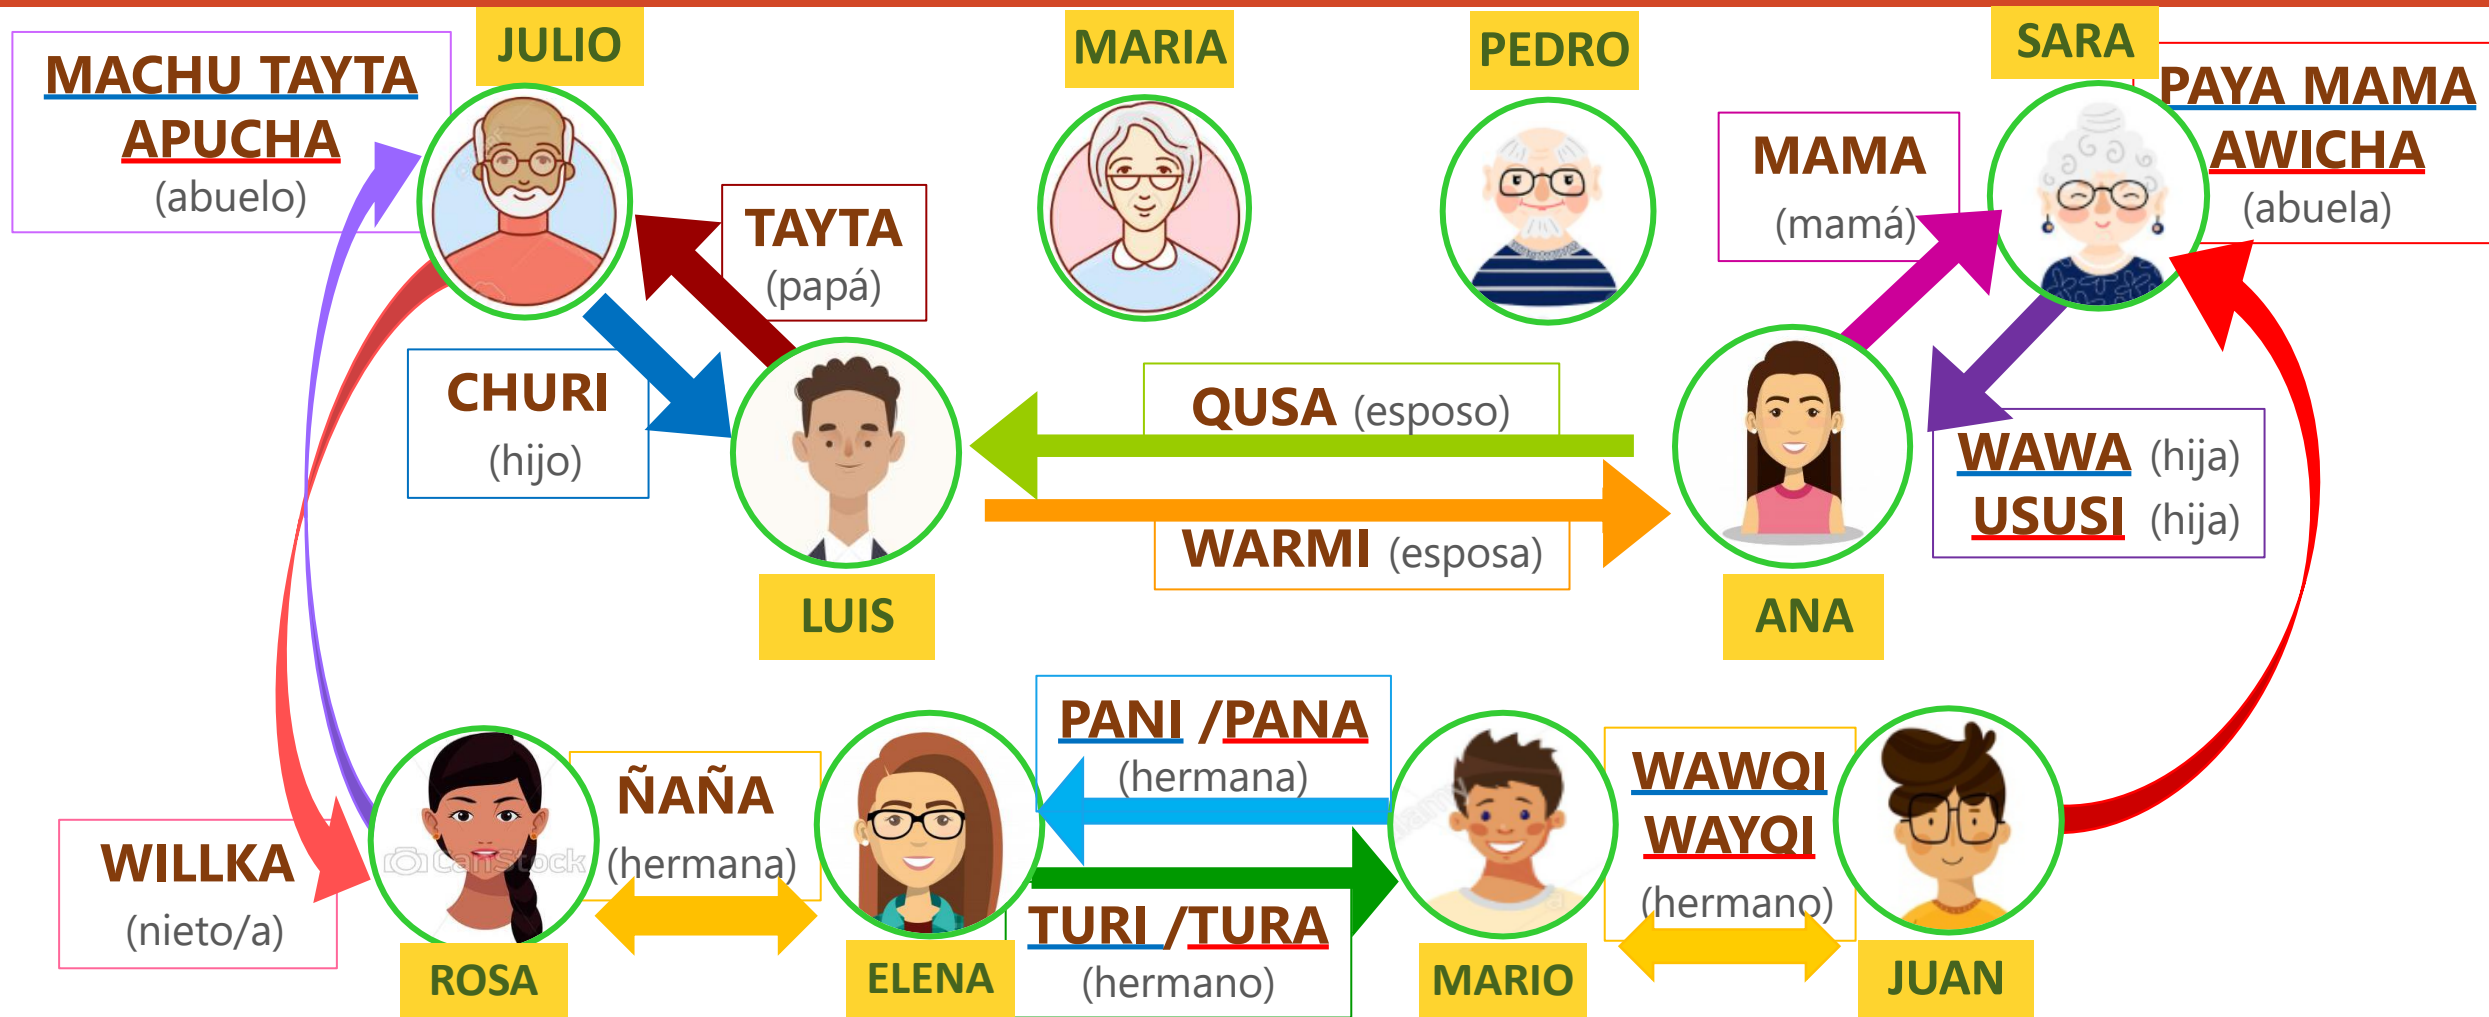 JULIO
MARIA
PEDRO
SARA
MACHU TAYTA
APUCHA
(abuelo)
TAYTA
(papá)
MAMA
(mamá)
PAYA MAMA
AWICHA
(abuela)
CHURI
(hijo)
QUSA (esposo)
WARMI (esposa)
WAWA (hija)
USUSI (hija)
LUIS
ANA
WILLKA
(nieto/a)
ÑAÑA
(hermana)
PANI /PANA
(hermana)
TURI /TURA
(hermano)
WAWQI
WAYQI
(hermano)
ROSA
ELENA
MARIO
JUAN
CanStock